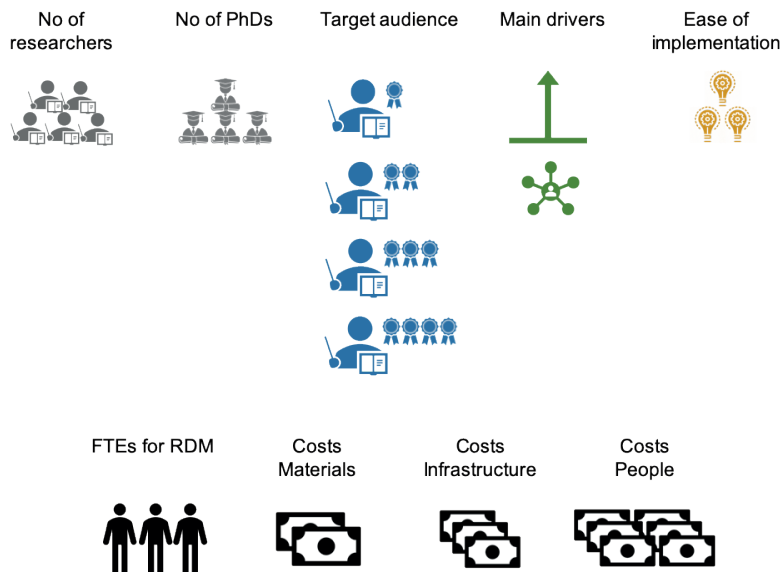 No of
researchers
No of PhDs
Target audience
Main drivers
Ease of
implementation
FTEs for RDM
Costs
Materials
Costs
Infrastructure
Costs
People